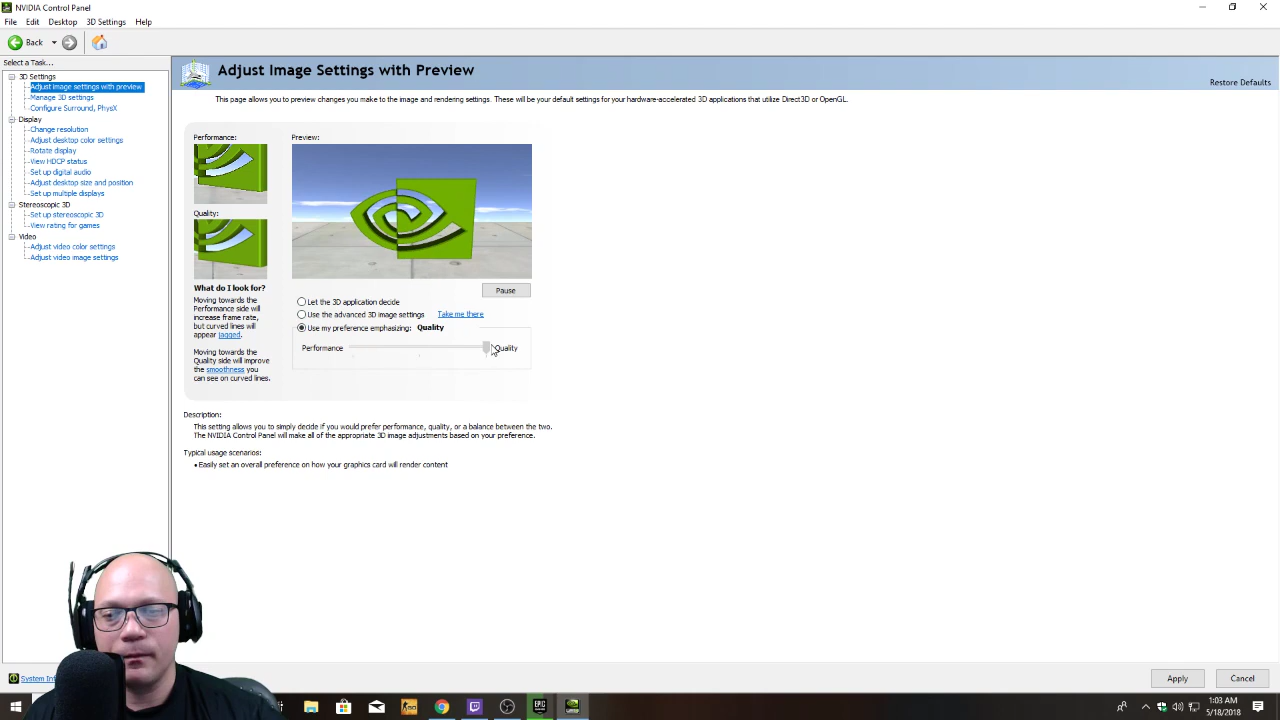 NVIDIA Control Panel
File Edit Desktop 3D Settings Help
Back
Select a Task...
3D Settings
Adjust image settings with preview
Manage 3D settings
Configure Surround, PhysX
Display
Change resolution
Adjust desktop color settings
Rotate display
View HDCP status
Set up digital audio
Adjust desktop size and position
Set up multiple displays
Stereoscopic 3D
Set up stereoscopic 3D
View rating for games
Video
Adjust video color settings
Adjust video image settings
Adjust Image Settings with Preview
Restore Defaults
This page allows you to preview changes you make to the image and rendering settings. These will be your default settings for your hardware-accelerated 3D applications that utilize Direct3D or OpenGL.
Performance:
Quality:
What do I look for?
Moving towards the
Performance side will
increase frame rate,
but curved lines will
appear jagged.
Moving towards the
Quality side will improve
the smoothness you
can see on curved lines.
Preview:
Pause
Let the 3D application decide
Use the advanced 3D image settings Take me there
Use my preference emphasizing: Quality
Performance Quality
Description:
This setting allows you to simply decide if you would prefer performance, quality, or a balance between the two.
The NVIDIA Control Panel will make all of the appropriate 3D image adjustments based on your preference.
Typical usage scenarios:
• Easily set an overall preference on how your graphics card will render content
System In
Apply Cancel
EPIC
GAMES
1:03 AM
5/18/2018